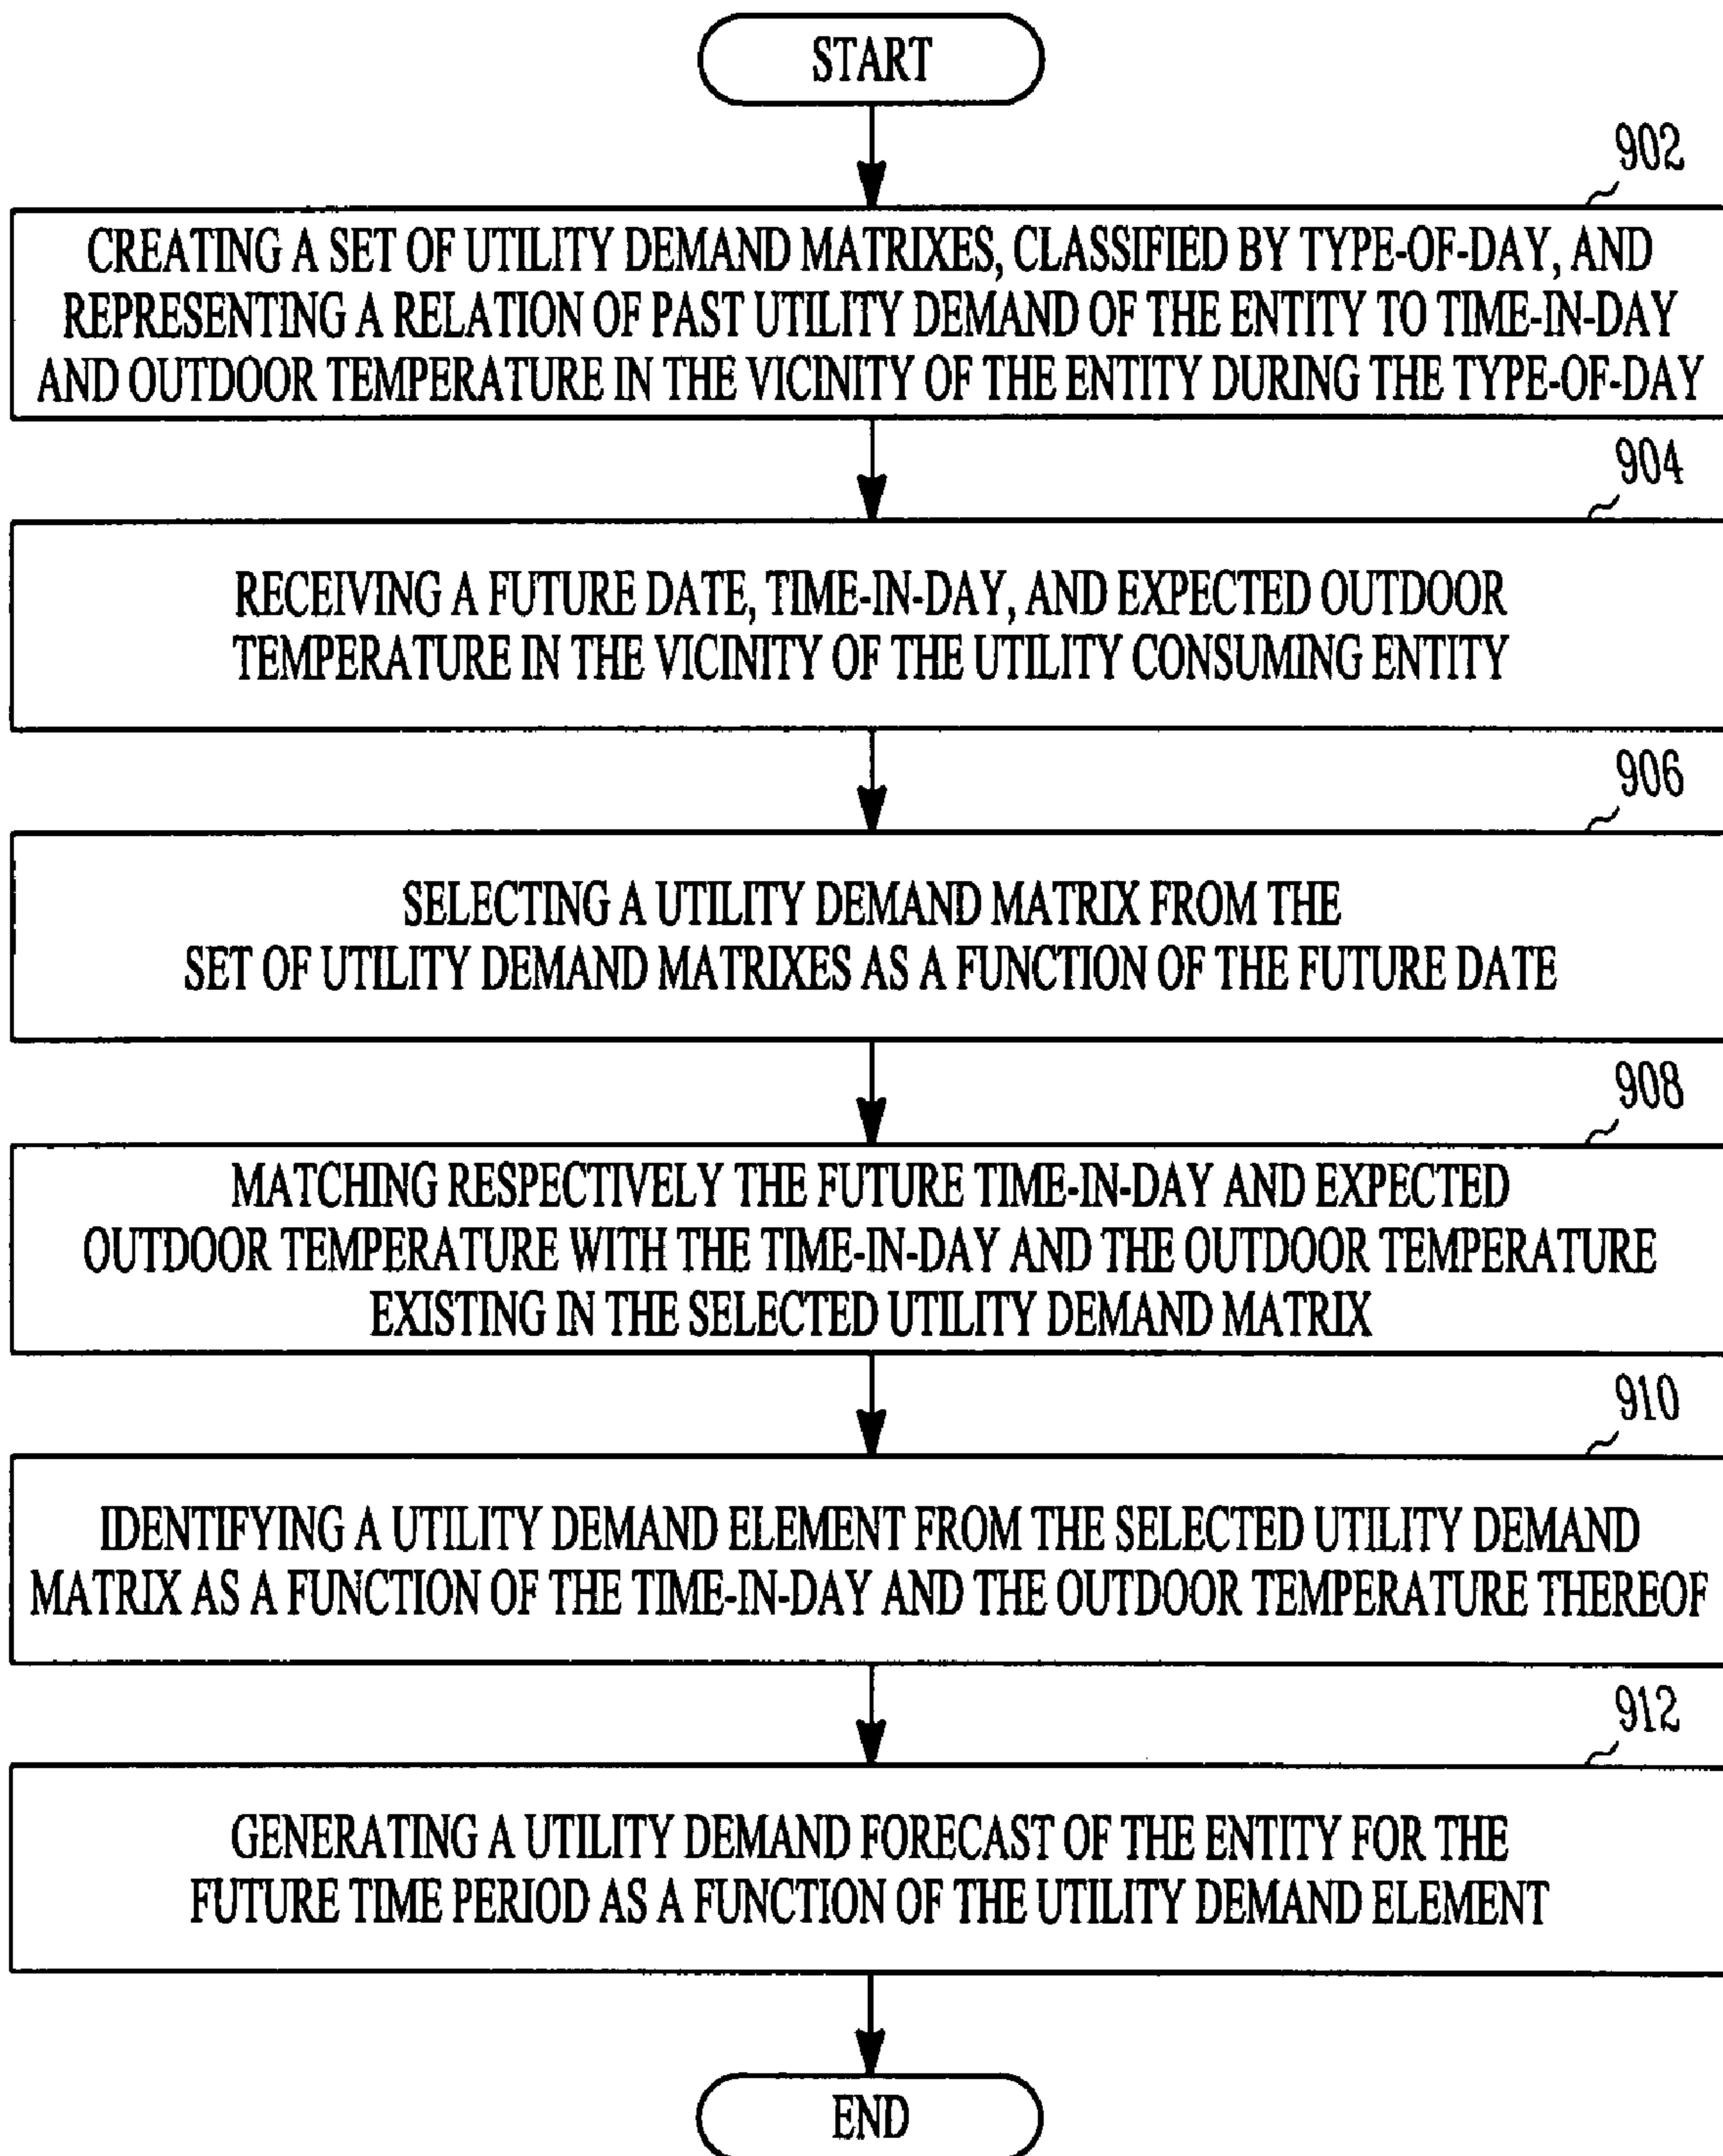 START
902
CREATING A SET OF UTILITY DEMAND MATRIXES, CLASSIFIED BY TYPE-OF-DAY, AND
REPRESENTING A RELATION OF PAST UTILITY DEMAND OF THE ENTITY TO TIME-IN-DAY
AND OUTDOOR TEMPERATURE IN THE VICINITY OF THE ENTITY DURING THE TYPE-OF-DAY
904
RECEIVING A FUTURE DATE, TIME-IN-DAY, AND EXPECTED OUTDOOR
TEMPERATURE IN THE VICINITY OF THE UTILITY CONSUMING ENTITY
906
SELECTING A UTILITY DEMAND MATRIX FROM THE
SET OF UTILITY DEMAND MATRIXES AS A FUNCTION OF THE FUTURE DATE
908
MATCHING RESPECTIVELY THE FUTURE TIME-IN-DAY AND EXPECTED
OUTDOOR TEMPERATURE WITH THE TIME-IN-DAY AND THE OUTDOOR TEMPERATURE
EXISTING IN THE SELECTED UTILITY DEMAND MATRIX
910
IDENTIFYING A UTILITY DEMAND ELEMENT FROM THE SELECTED UTILITY DEMAND
MATRIX AS A FUNCTION OF THE TIME-IN-DAY AND THE OUTDOOR TEMPERATURE THEREOF
912
GENERATING A UTILITY DEMAND FORECAST OF THE ENTITY FOR THE
FUTURE TIME PERIOD AS A FUNCTION OF THE UTILITY DEMAND ELEMENT
END